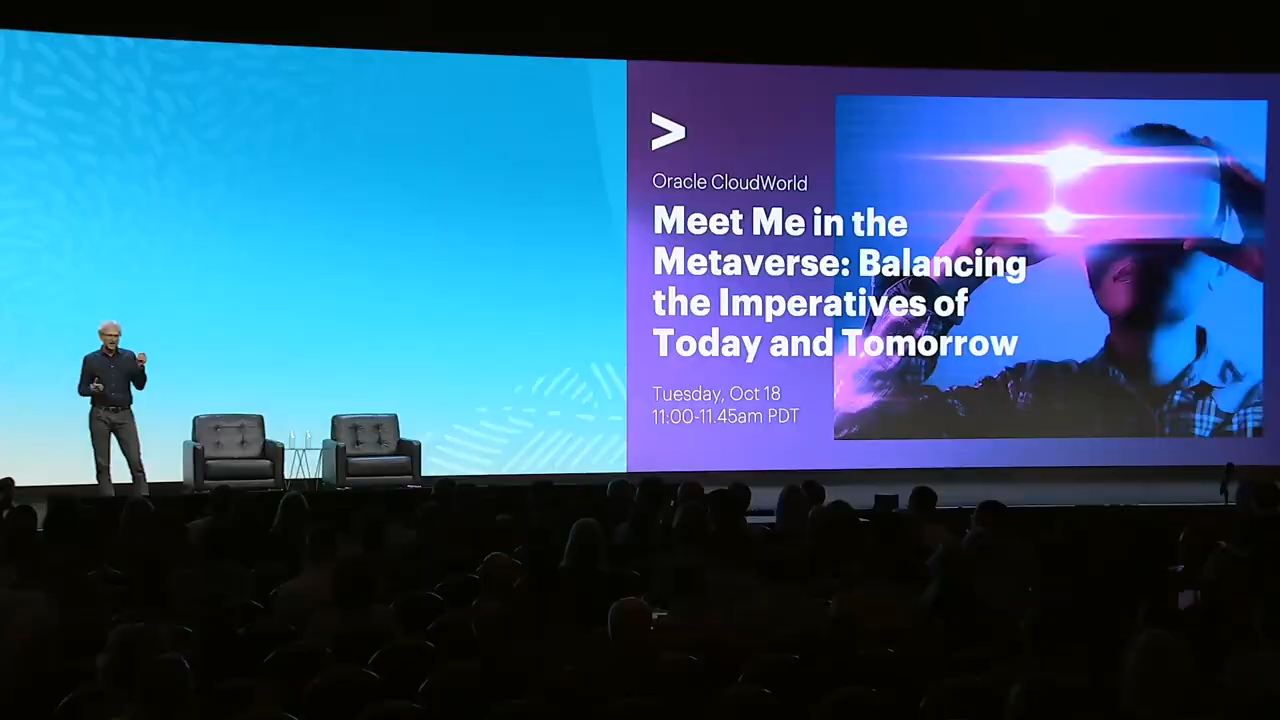 Oracle CloudWorld
Meet Me in the
Metaverse: Balancing
the Imperatives of
Today and Tomorrow
Tuesday, Oct 18
11:00-11.45am PDT